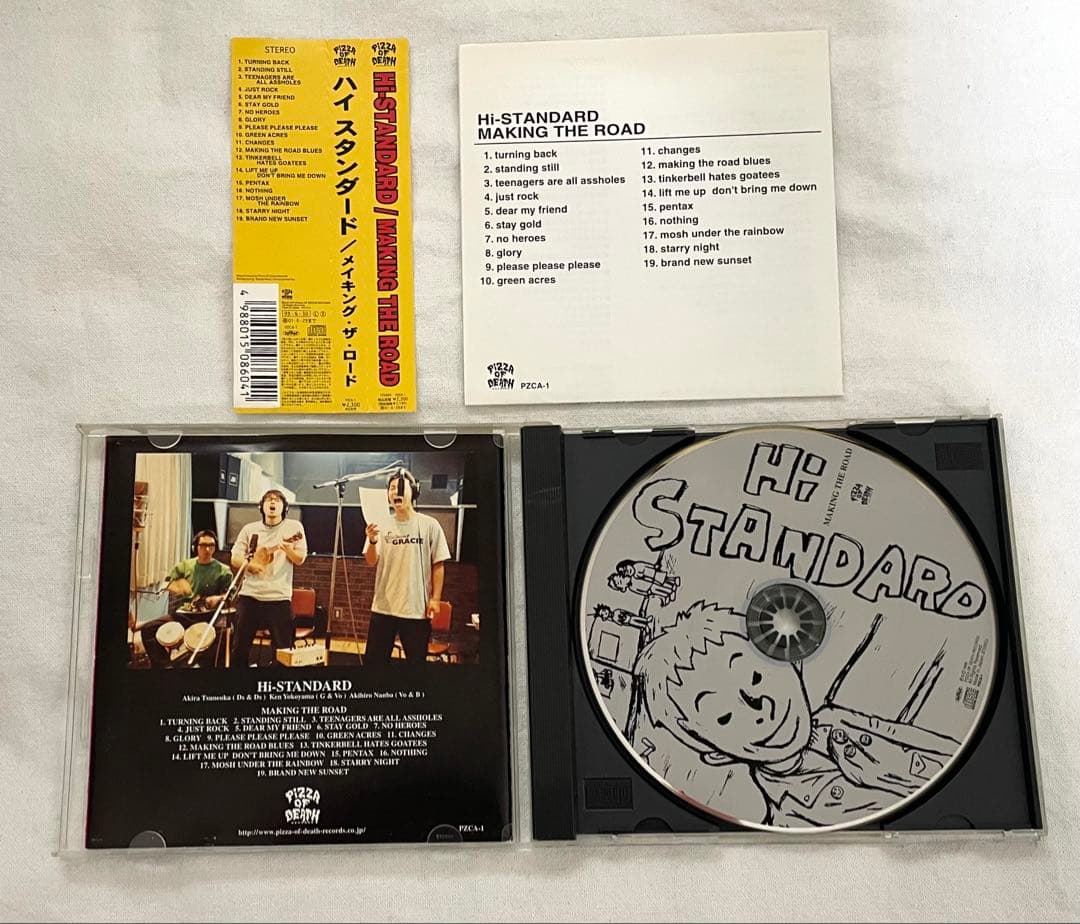 STEREO
1. TURNING BACK
2. STANDING STILL
3. TEENAGERS ARE
ALL ASSHOLES
4. JUST ROCK
5. DEAR MY FRIEND
6. STAY GOLD
7. NO HEROES
8. GLORY
9. PLEASE PLEASE PLEASE
10. GREEN ACRES
11. CHANGES
12. MAKING THE ROAD BLUES
13. TINKERBELL
HATES GOATEES
14. LIFT ME UP
DON'T BRING ME DOWN
15. PENTAX
16. NOTHING
17. MOSH UNDER
THE RAINBOW
18. STARRY NIGHT
19. BRAND NEW SUNSET
4 988015 086041
PIZZA
OF
DEATH
ハイ スタンダード/メイキング・ザ・ロード
PZCA-1
¥2,300
PIZZA
OF
DEATH
Hi-STANDARD / MAKING THE ROAD
Hi-STANDARD
MAKING THE ROAD
1. turning back
2. standing still
3. teenagers are all assholes
4. just rock
5. dear my friend
6. stay gold
7. no heroes
8. glory
9. please please please
10. green acres
11. changes
12. making the road blues
13. tinkerbell hates goatees
14. lift me up don't bring me down
15. pentax
16. nothing
17. mosh under the rainbow
18. starry night
19. brand new sunset
PIZZA
OF
DEATH
PZCA-1
GRACIE
Hi-STANDARD
Akira Tsuneoka ( Ds & Ds ) Ken Yokoyama ( G & Vo ) Akihiro Nanba ( Vo & B )
MAKING THE ROAD
1. TURNING BACK 2. STANDING STILL 3. TEENAGERS ARE ALL ASSHOLES
4. JUST ROCK 5. DEAR MY FRIEND 6. STAY GOLD 7. NO HEROES
8. GLORY 9. PLEASE PLEASE PLEASE 10. GREEN ACRES 11. CHANGES
12. MAKING THE ROAD BLUES 13. TINKERBELL HATES GOATEES
14. LIFT ME UP DON'T BRING ME DOWN 15. PENTAX 16. NOTHING
17. MOSH UNDER THE RAINBOW 18. STARRY NIGHT
19. BRAND NEW SUNSET
PIZZA
OF
DEATH
RECORDS
http://www.pizza-of-death-records.co.jp/
PZCA-1
Hi
STANDARD
MAKING THE ROAD
PIZZA
OF
DEATH